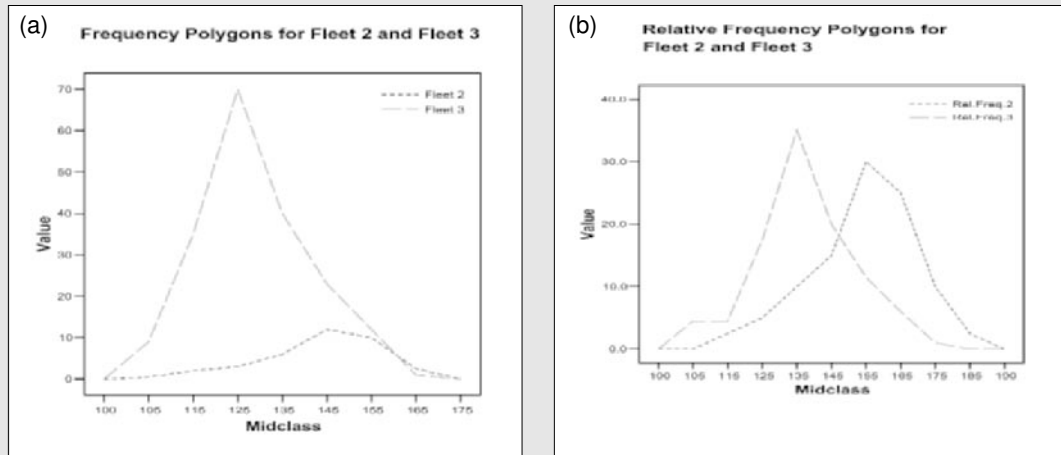 (a)
Frequency Polygons for Fleet 2 and Fleet 3
Fleet 2
Fleet 3
70
60
50
40
30
20
10
0
Value
100 105 115 125 135 145 155 165 175
Midclass
(b)
Relative Frequency Polygons for
Fleet 2 and Fleet 3
Rel.Freq.2
Rel.Freq.3
40.0
30.0
20.0
10.0
0.0
Value
100 105 115 125 135 145 155 165 175 185 100
Midclass